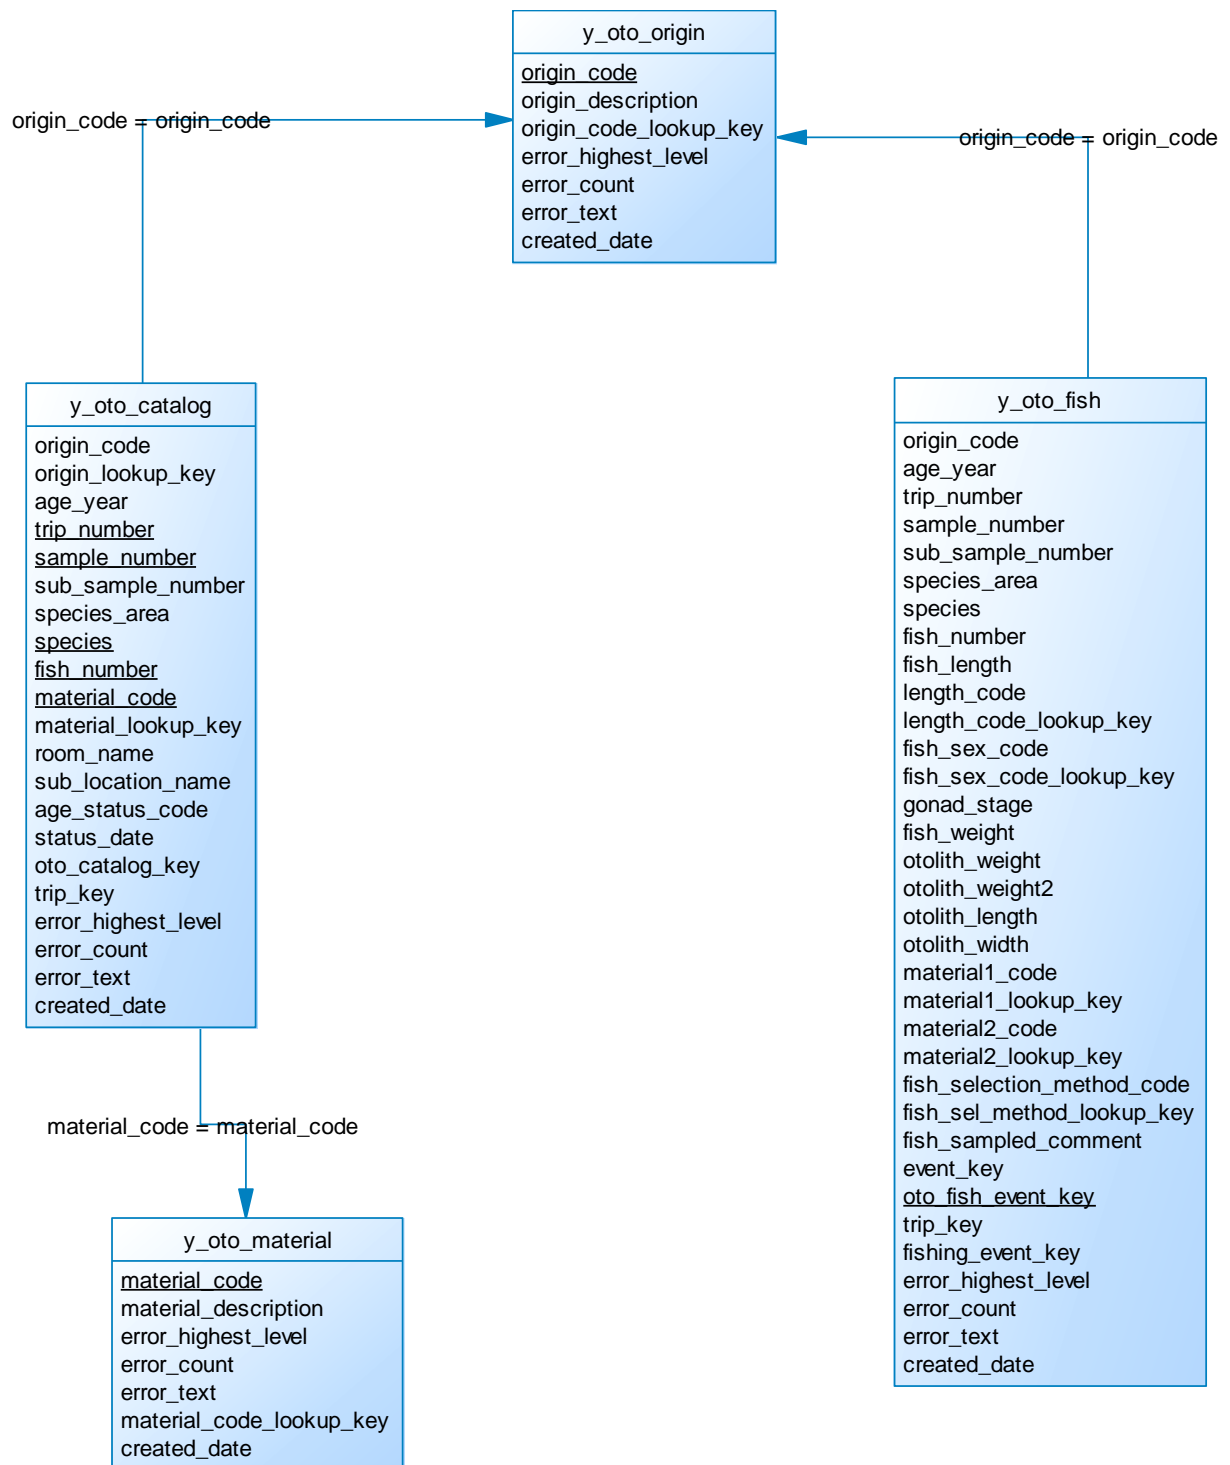 y_oto_origin
origin_code
origin_description
origin_code_lookup_key
error_highest_level
error_count
error_text
created_date
origin_code = origin_code
origin_code = origin_code
y_oto_catalog
origin_code
origin_lookup_key
age_year
trip_number
sample_number
sub_sample_number
species_area
species
fish_number
material_code
material_lookup_key
room_name
sub_location_name
age_status_code
status_date
oto_catalog_key
trip_key
error_highest_level
error_count
error_text
created_date
y_oto_fish
origin_code
age_year
trip_number
sample_number
sub_sample_number
species_area
species
fish_number
fish_length
length_code
length_code_lookup_key
fish_sex_code
fish_sex_code_lookup_key
gonad_stage
fish_weight
otolith_weight
otolith_weight2
otolith_length
otolith_width
material1_code
material1_lookup_key
material2_code
material2_lookup_key
fish_selection_method_code
fish_sel_method_lookup_key
fish_sampled_comment
event_key
oto_fish_event_key
trip_key
fishing_event_key
error_highest_level
error_count
error_text
created_date
material_code = material_code
y_oto_material
material_code
material_description
error_highest_level
error_count
error_text
material_code_lookup_key
created_date